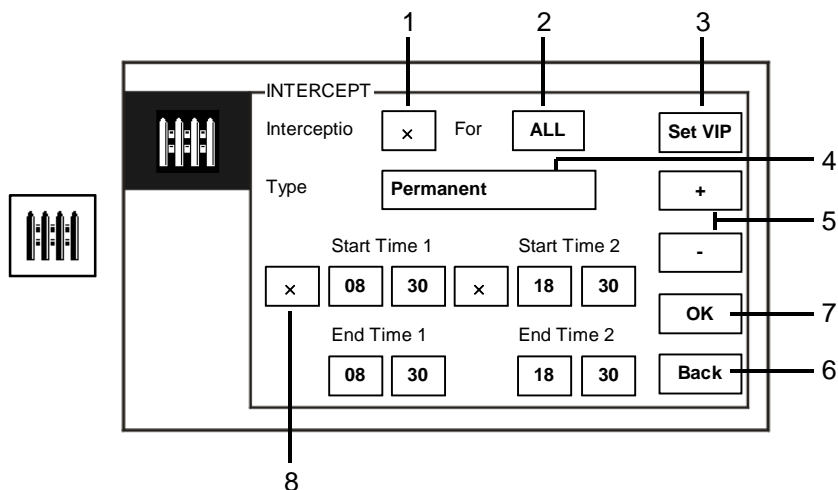 1 2 3
INTERCEPT
Interceptio × For ALL Set VIP
4
Type Permanent +
5
Start Time 1 Start Time 2 -
× 08 30 × 18 30
OK 7
End Time 1 End Time 2
08 30 18 30 Back 6
8